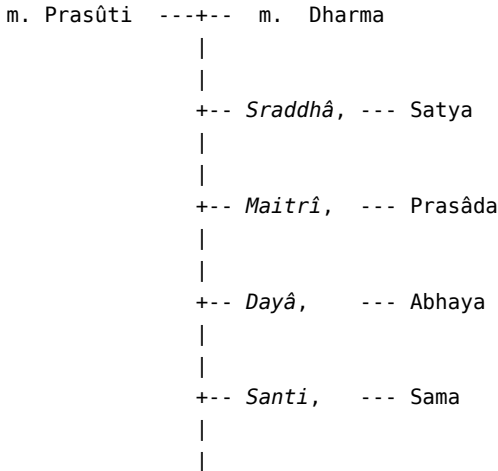 m. Prasûti ---+-- m. Dharma
|
|
+-- Sraddhâ, --- Satya
|
|
+-- Maitrî, --- Prasâda
|
|
+-- Dayâ, --- Abhaya
|
|
+-- Santi, --- Sama
|
|